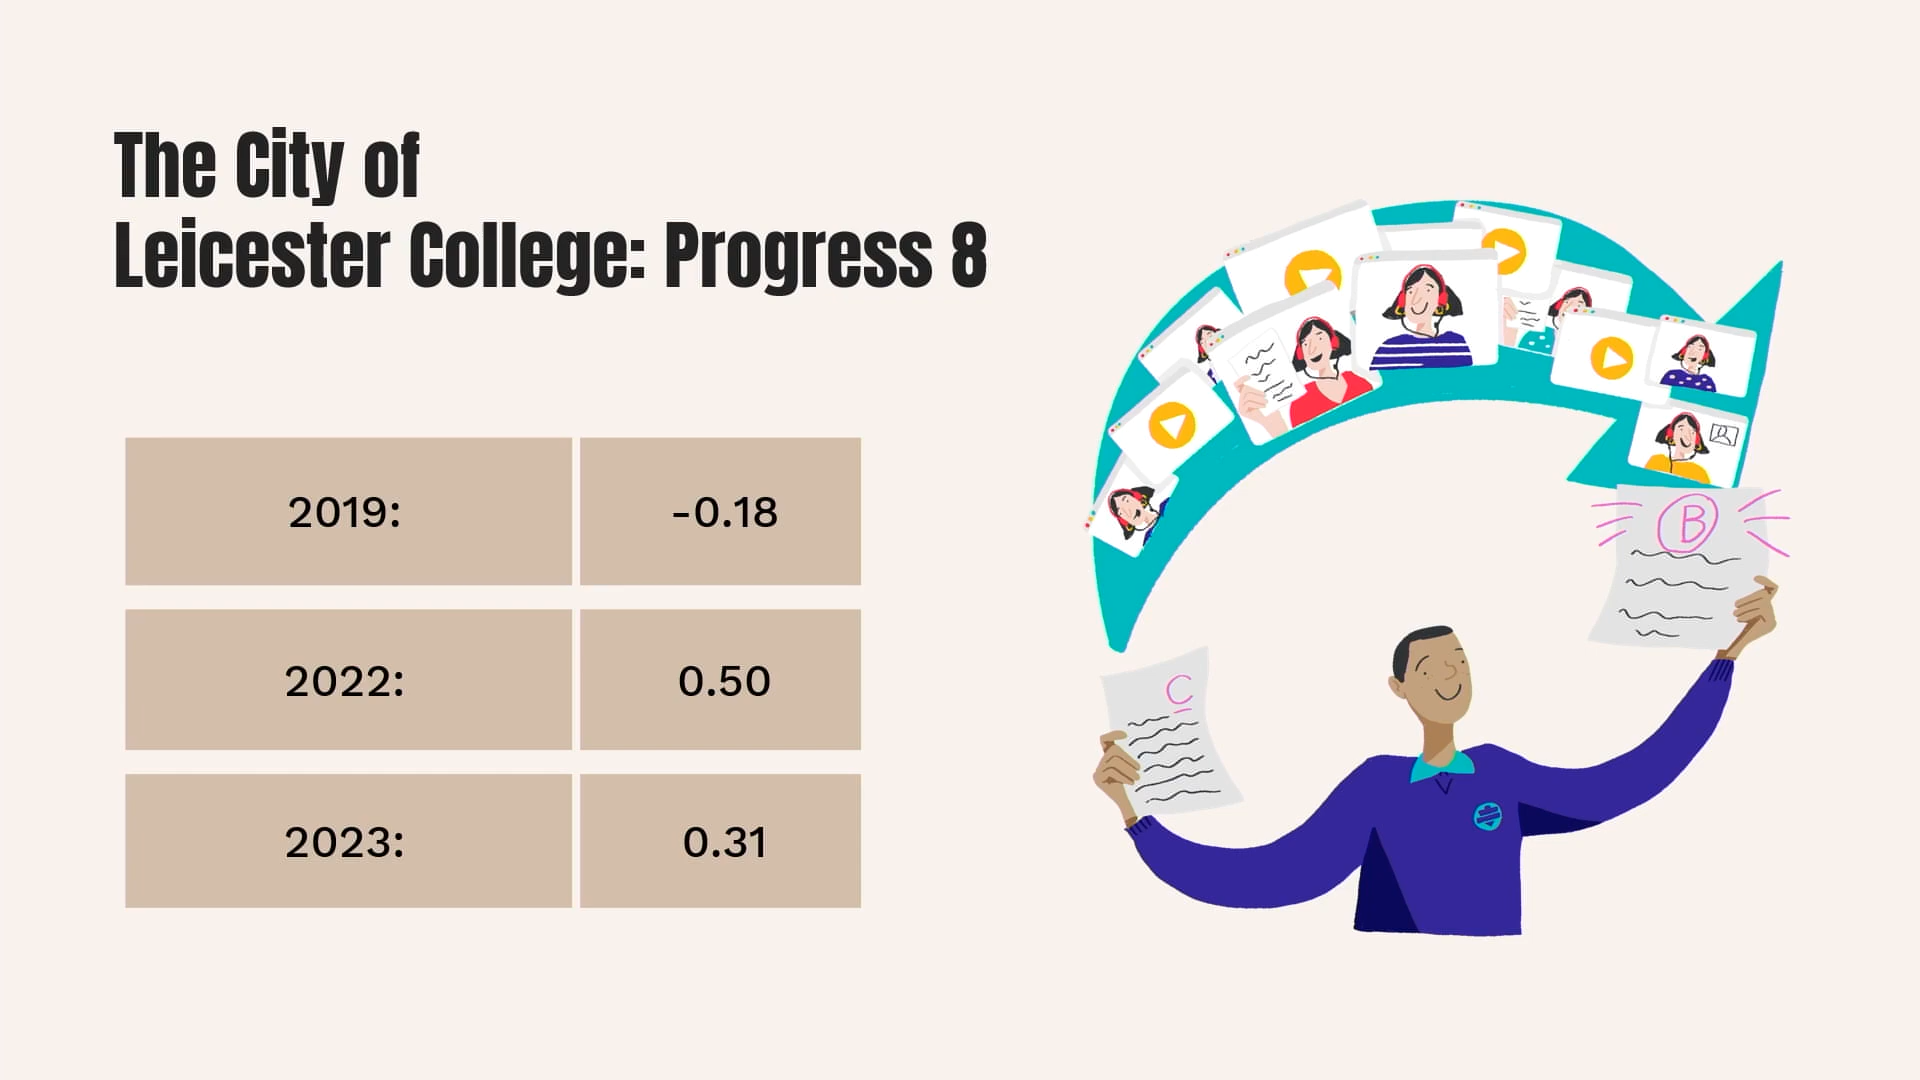 The City of
Leicester College: Progress 8
2019: -0.18
2022: 0.50
2023: 0.31
B
C